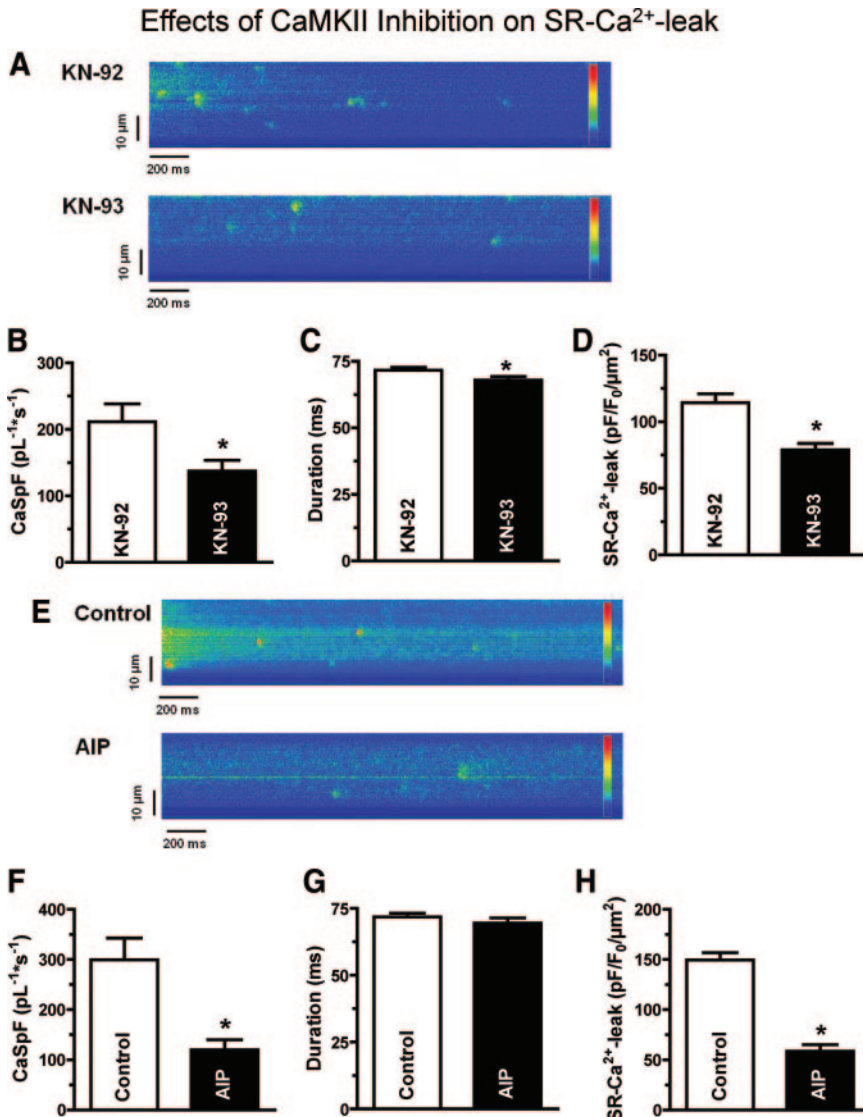 Effects of CaMKII Inhibition on SR-Ca²⁺-leak
A
KN-92
10 µm
200 ms
KN-93
10 µm
200 ms
B
CaSpF (pL⁻¹*s⁻¹)
300
200
100
0
KN-92
*
KN-93
C
Duration (ms)
75
50
25
0
KN-92
*
KN-93
D
SR-Ca²⁺-leak (pF/F₀/µm²)
150
100
50
0
KN-92
*
KN-93
E
Control
10 µm
200 ms
AIP
10 µm
200 ms
F
CaSpF (pL⁻¹*s⁻¹)
400
300
200
100
0
Control
*
AIP
G
Duration (ms)
75
50
25
0
Control
AIP
H
SR-Ca²⁺-leak (pF/F₀/µm²)
200
150
100
50
0
Control
*
AIP